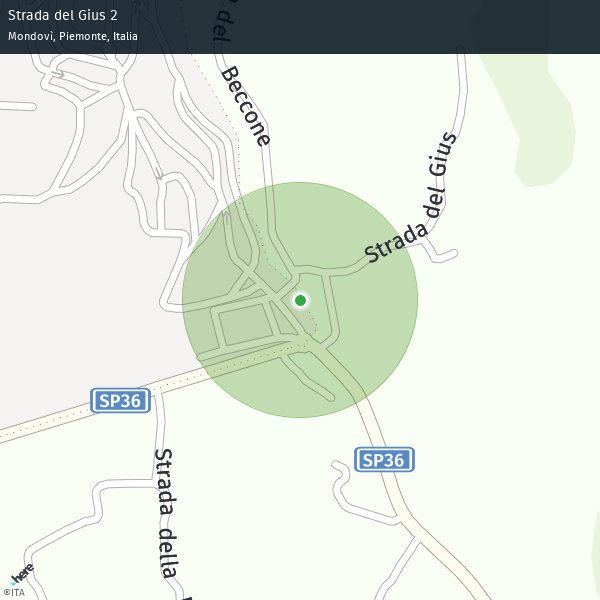 Strada del Gius 2
Mondovì, Piemonte, Italia
del
Beccone
Strada del Gius
SP36
SP36
Strada della
here
©ITA